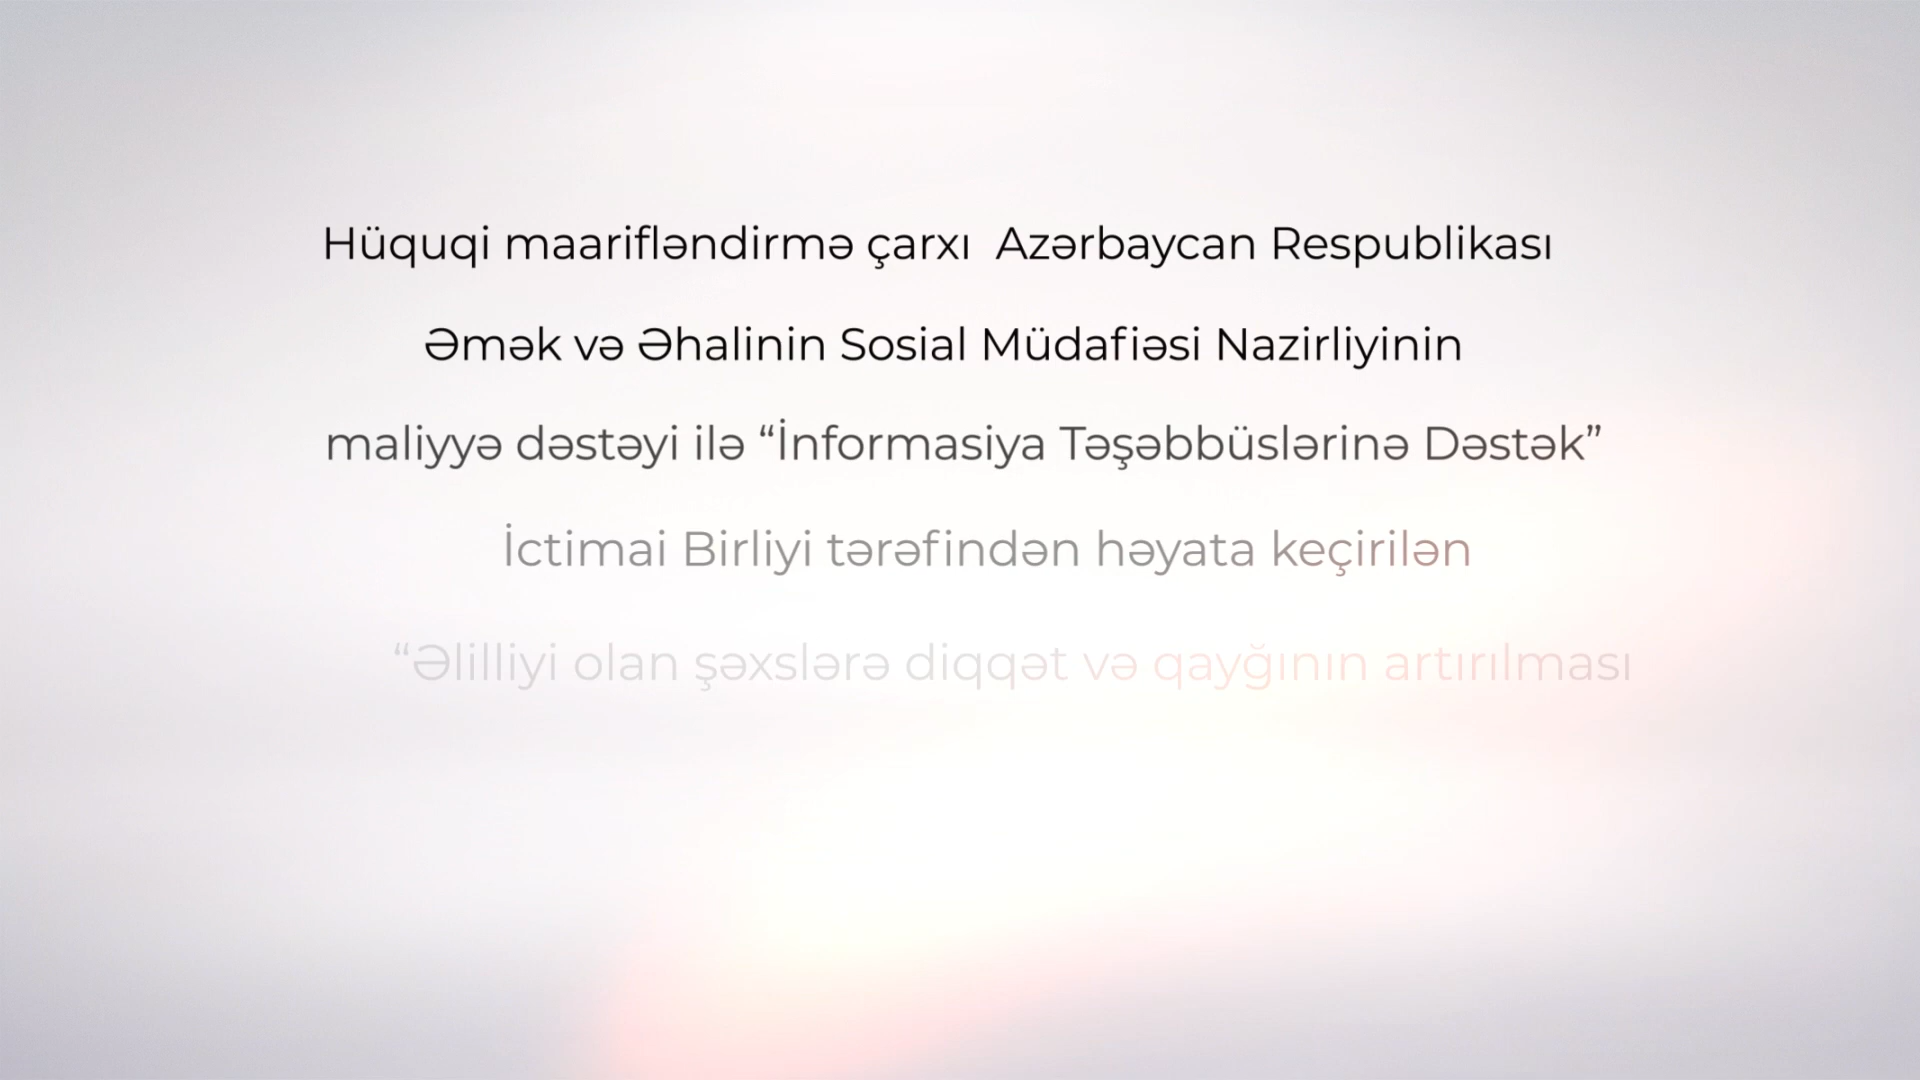 Hüquqi maarifləndirmə çarxı Azərbaycan Respublikası
Əmək və Əhalinin Sosial Müdafiəsi Nazirliyinin
maliyyə dəstəyi ilə “İnformasiya Təşəbbüslərinə Dəstək”
İctimai Birliyi tərəfindən həyata keçirilən
“Əlilliyi olan şəxslərə diqqət və qayğının artırılması